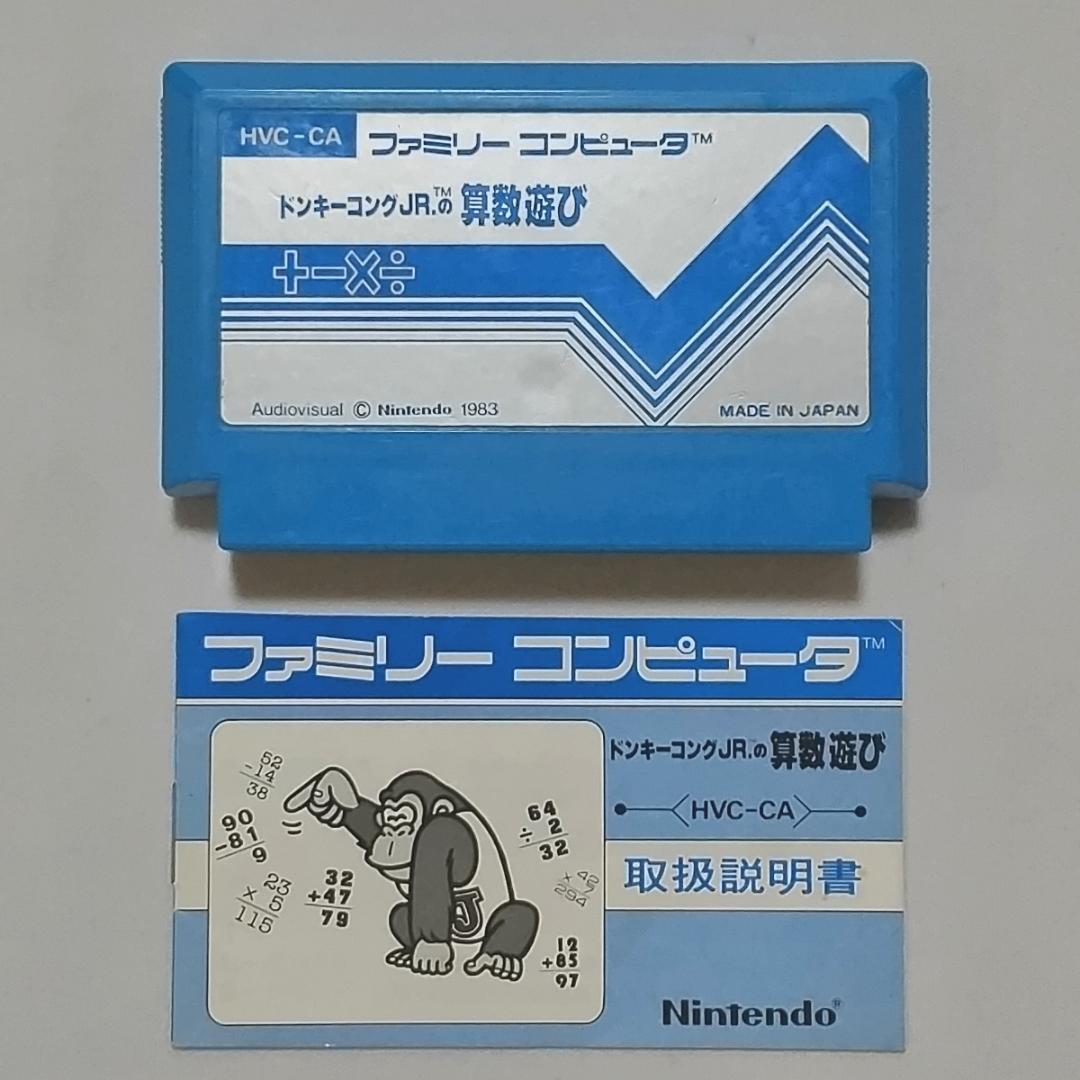 HVC-CA ファミリー コンピュータ™
ドンキーコングJR.™の 算数遊び
+−×÷
Audiovisual © Nintendo 1983
MADE IN JAPAN
ファミリー コンピュータ™
ドンキーコングJR.の 算数遊び
HVC-CA
取扱説明書
Nintendo®
52
-14
38
90
-81
9
× 23
5
115
32
+47
79
64
÷ 2
32
× 42
7
294
12
+85
97
J